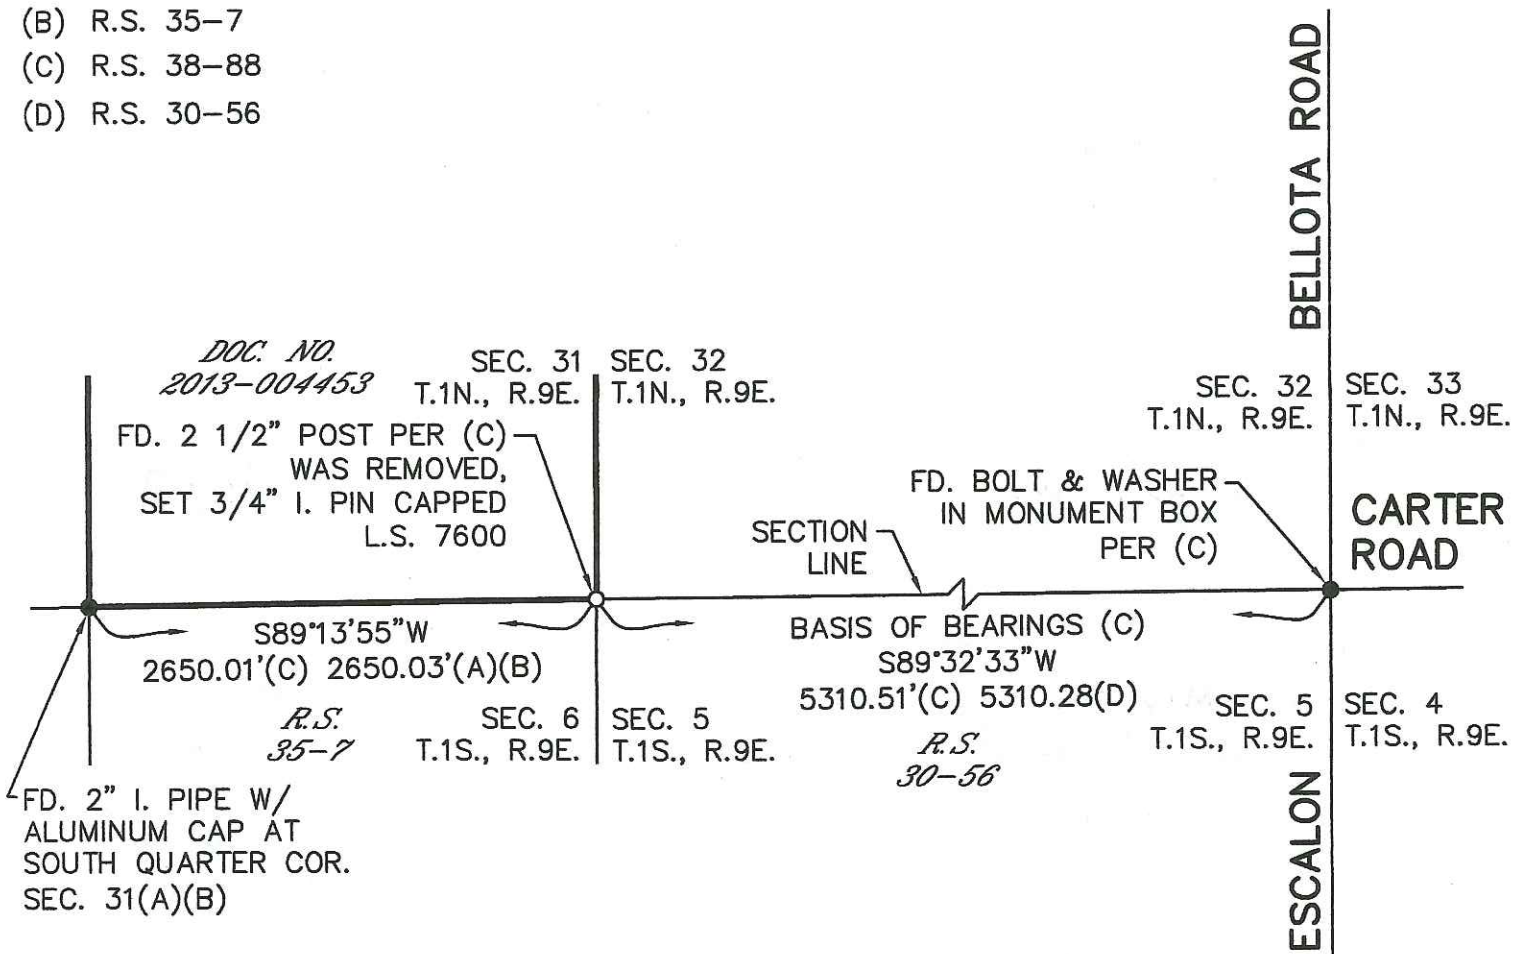 (B) R.S. 35-7
(C) R.S. 38-88
(D) R.S. 30-56
BELLOTA ROAD
DOC. NO.
2013-004453
SEC. 31
T.1N., R.9E.
SEC. 32
T.1N., R.9E.
SEC. 32
T.1N., R.9E.
SEC. 33
T.1N., R.9E.
FD. 2 1/2" POST PER (C)
WAS REMOVED,
SET 3/4" I. PIN CAPPED
L.S. 7600
SECTION
LINE
FD. BOLT & WASHER
IN MONUMENT BOX
PER (C)
CARTER
ROAD
S89°13'55"W
2650.01'(C) 2650.03'(A)(B)
BASIS OF BEARINGS (C)
S89°32'33"W
5310.51'(C) 5310.28(D)
R.S.
35-7
SEC. 6
T.1S., R.9E.
SEC. 5
T.1S., R.9E.
R.S.
30-56
SEC. 5
T.1S., R.9E.
SEC. 4
T.1S., R.9E.
FD. 2" I. PIPE W/
ALUMINUM CAP AT
SOUTH QUARTER COR.
SEC. 31(A)(B)
ESCALON